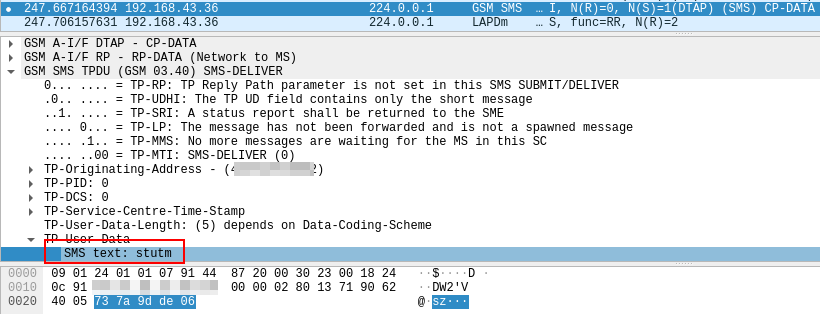 247.667164394 192.168.43.36 224.0.0.1 GSM SMS … I, N(R)=0, N(S)=1(DTAP) (SMS) CP-DATA
247.706157631 192.168.43.36 224.0.0.1 LAPDm … S, func=RR, N(R)=2
GSM A-I/F DTAP - CP-DATA
GSM A-I/F RP - RP-DATA (Network to MS)
GSM SMS TPDU (GSM 03.40) SMS-DELIVER
0... .... = TP-RP: TP Reply Path parameter is not set in this SMS SUBMIT/DELIVER
.0.. .... = TP-UDHI: The TP UD field contains only the short message
..1. .... = TP-SRI: A status report shall be returned to the SME
.... 0... = TP-LP: The message has not been forwarded and is not a spawned message
.... .1.. = TP-MMS: No more messages are waiting for the MS in this SC
.... ..00 = TP-MTI: SMS-DELIVER (0)
TP-Originating-Address - (4 2)
TP-PID: 0
TP-DCS: 0
TP-Service-Centre-Time-Stamp
TP-User-Data-Length: (5) depends on Data-Coding-Scheme
TP-User-Data
SMS text: stutm
0000 09 01 24 01 01 07 91 44 87 20 00 30 23 00 18 24 ··$····D ·
0010 0c 91 00 00 02 80 13 71 90 62 ··DW2'V
0020 40 05 73 7a 9d de 06 @·sz···